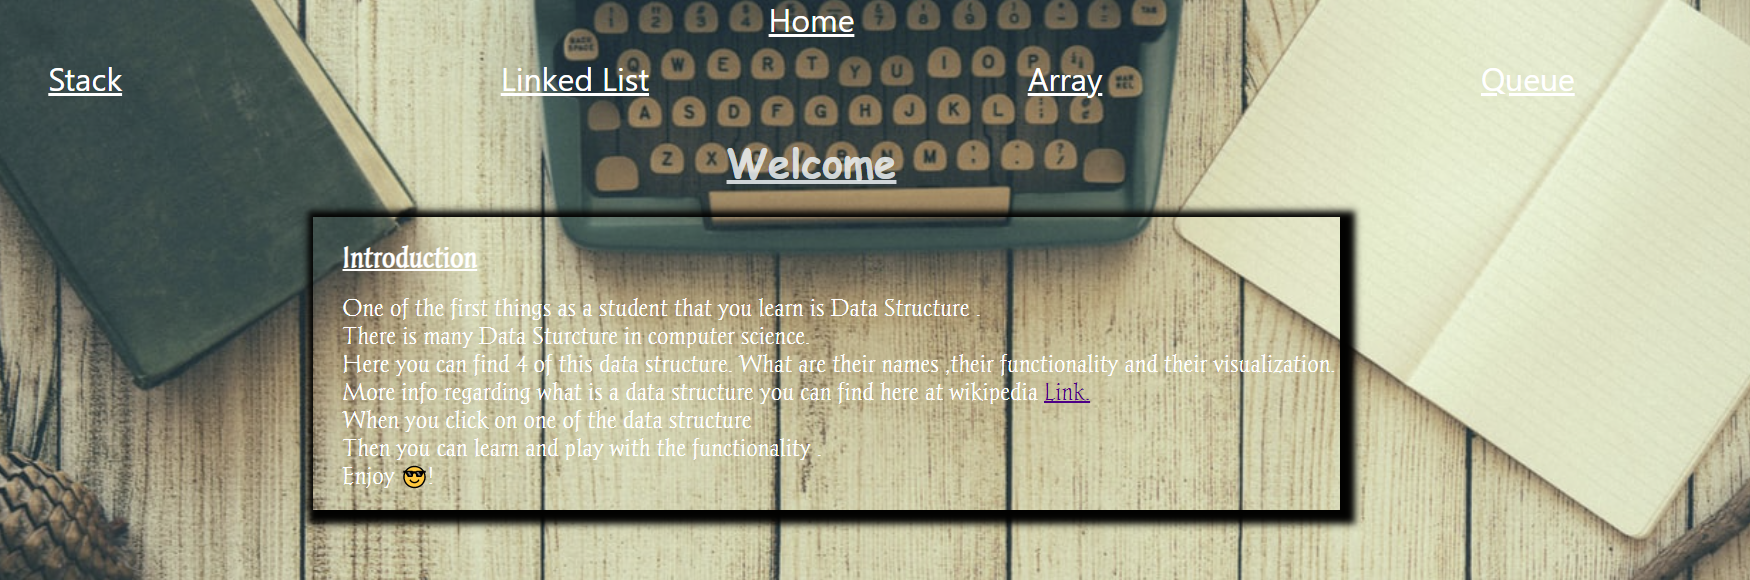 Home
Stack Linked List Array Queue
Welcome
Introduction
One of the first things as a student that you learn is Data Structure .
There is many Data Sturcture in computer science.
Here you can find 4 of this data structure. What are their names ,their functionality and their visualization.
More info regarding what is a data structure you can find here at wikipedia Link.
When you click on one of the data structure
Then you can learn and play with the functionality .
Enjoy 😎!
Q W E R T Y U I O P
A S D F G H J K L
Z X N M